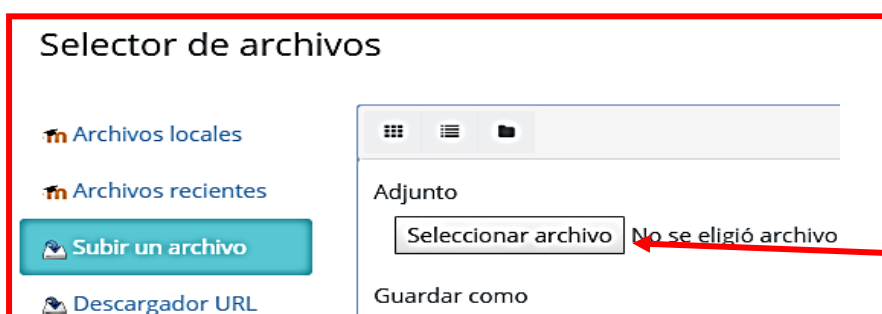 Selector de archivos
Archivos locales
Archivos recientes
Subir un archivo
Descargador URL
Adjunto
Seleccionar archivo No se eligió archivo
Guardar como